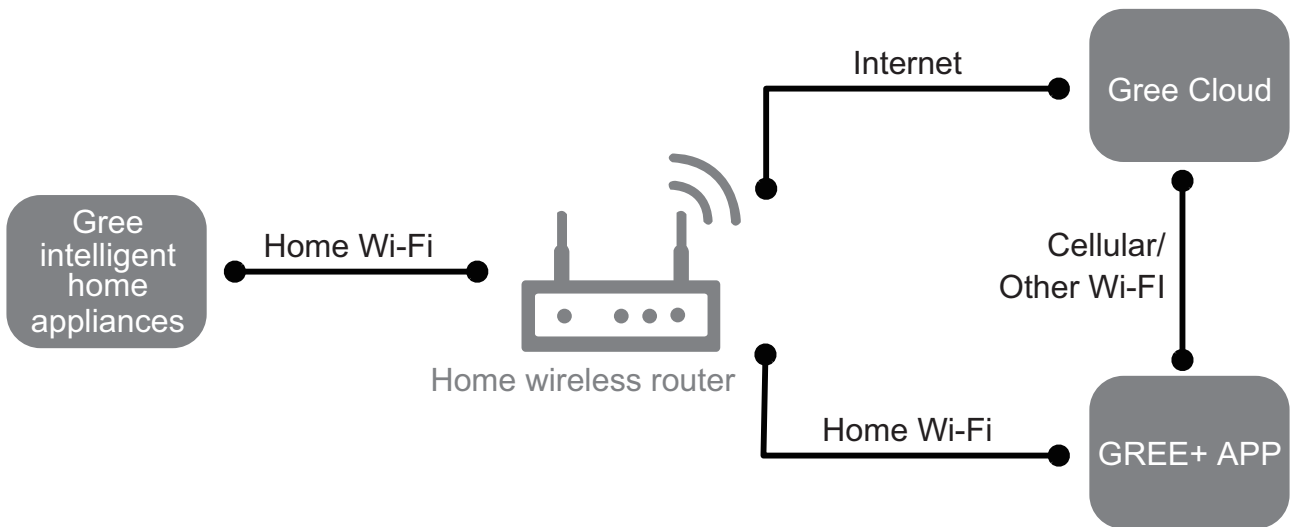 Internet
Gree Cloud
Gree
intelligent
home
appliances
Home Wi-Fi
Cellular/
Other Wi-FI
Home wireless router
Home Wi-Fi
GREE+ APP